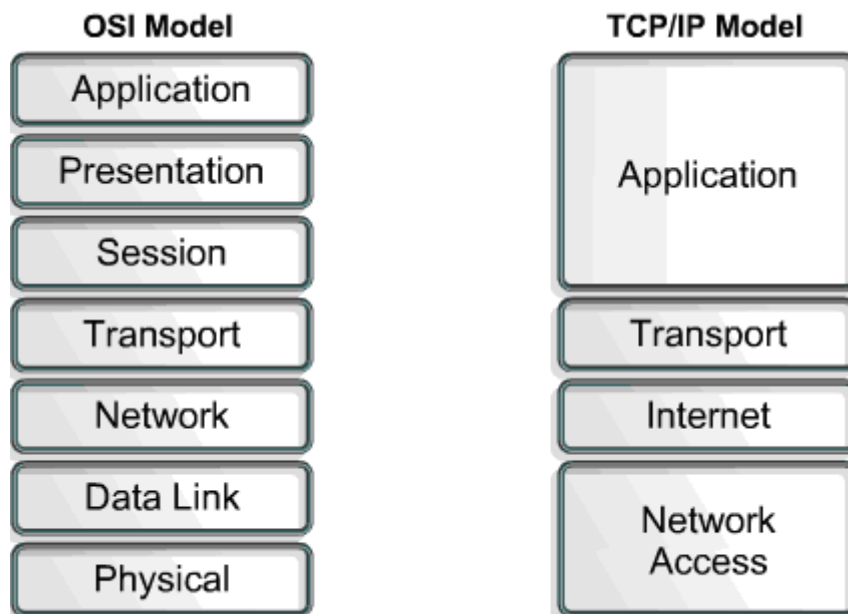 OSI Model
Application
Presentation
Session
Transport
Network
Data Link
Physical
TCP/IP Model
Application
Transport
Internet
Network
Access